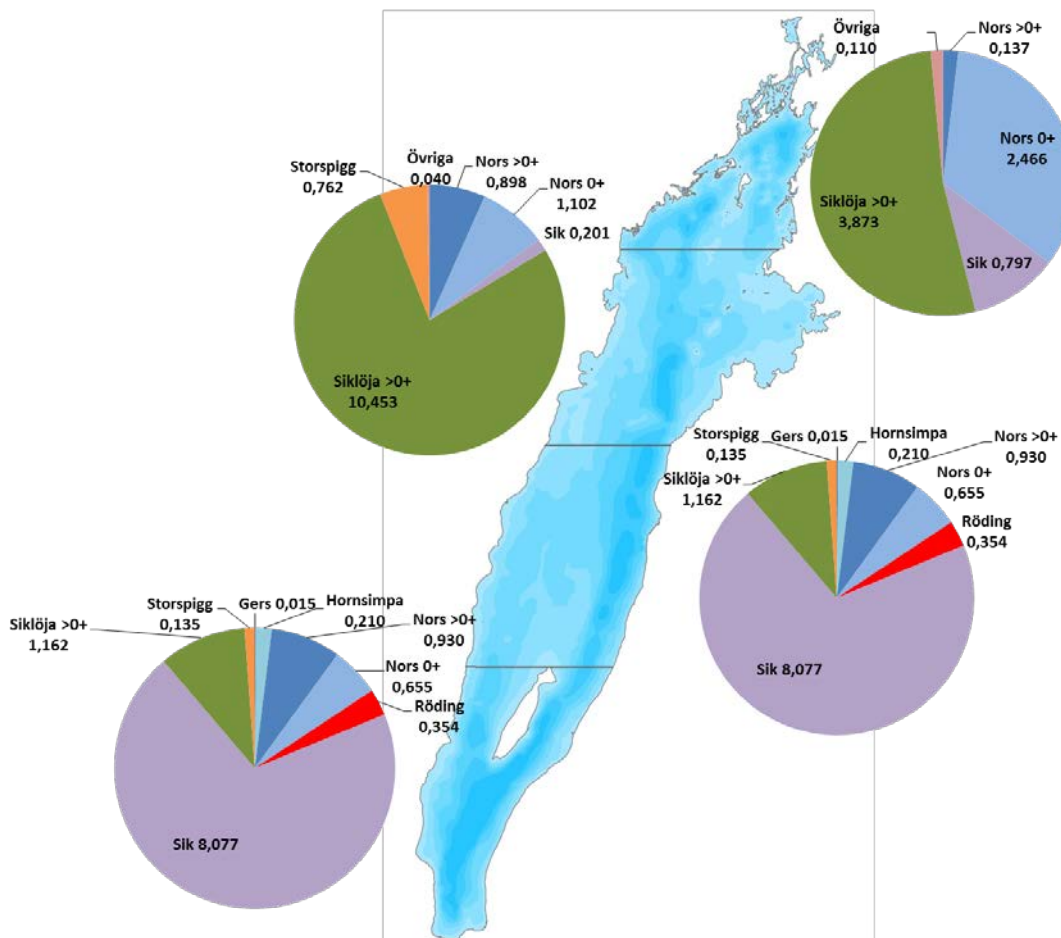 Övriga
0,110
Nors >0+
0,137
Nors 0+
2,466
Siklöja >0+
3,873
Sik 0,797
Storspigg
0,762
Övriga
0,040
Nors >0+
0,898
Nors 0+
1,102
Sik 0,201
Siklöja >0+
10,453
Storspigg
0,135
Gers 0,015
Hornsimpa
0,210
Nors >0+
0,930
Siklöja >0+
1,162
Nors 0+
0,655
Röding
0,354
Sik 8,077
Siklöja >0+
1,162
Storspigg
0,135
Gers 0,015
Hornsimpa
0,210
Nors >0+
0,930
Nors 0+
0,655
Röding
0,354
Sik 8,077